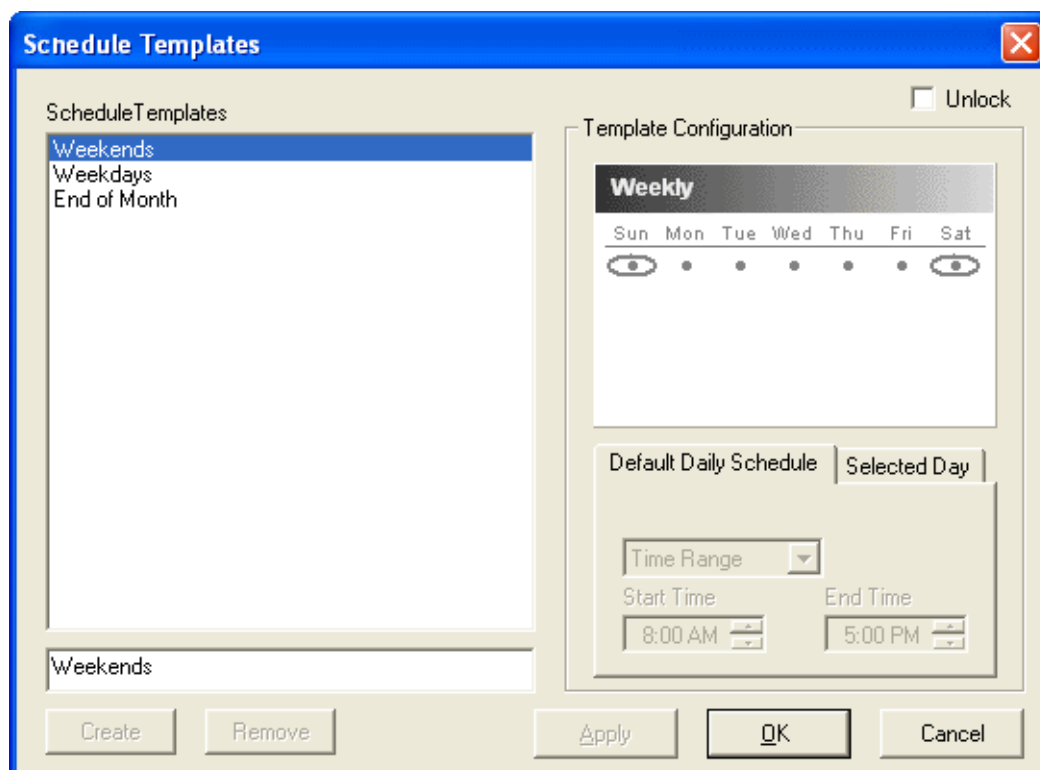 Schedule Templates
Unlock
ScheduleTemplates
Weekends
Weekdays
End of Month
Weekends
Create
Remove
Template Configuration
Weekly
Sun Mon Tue Wed Thu Fri Sat
Default Daily Schedule
Selected Day
Time Range
Start Time
End Time
8:00 AM
5:00 PM
Apply
OK
Cancel